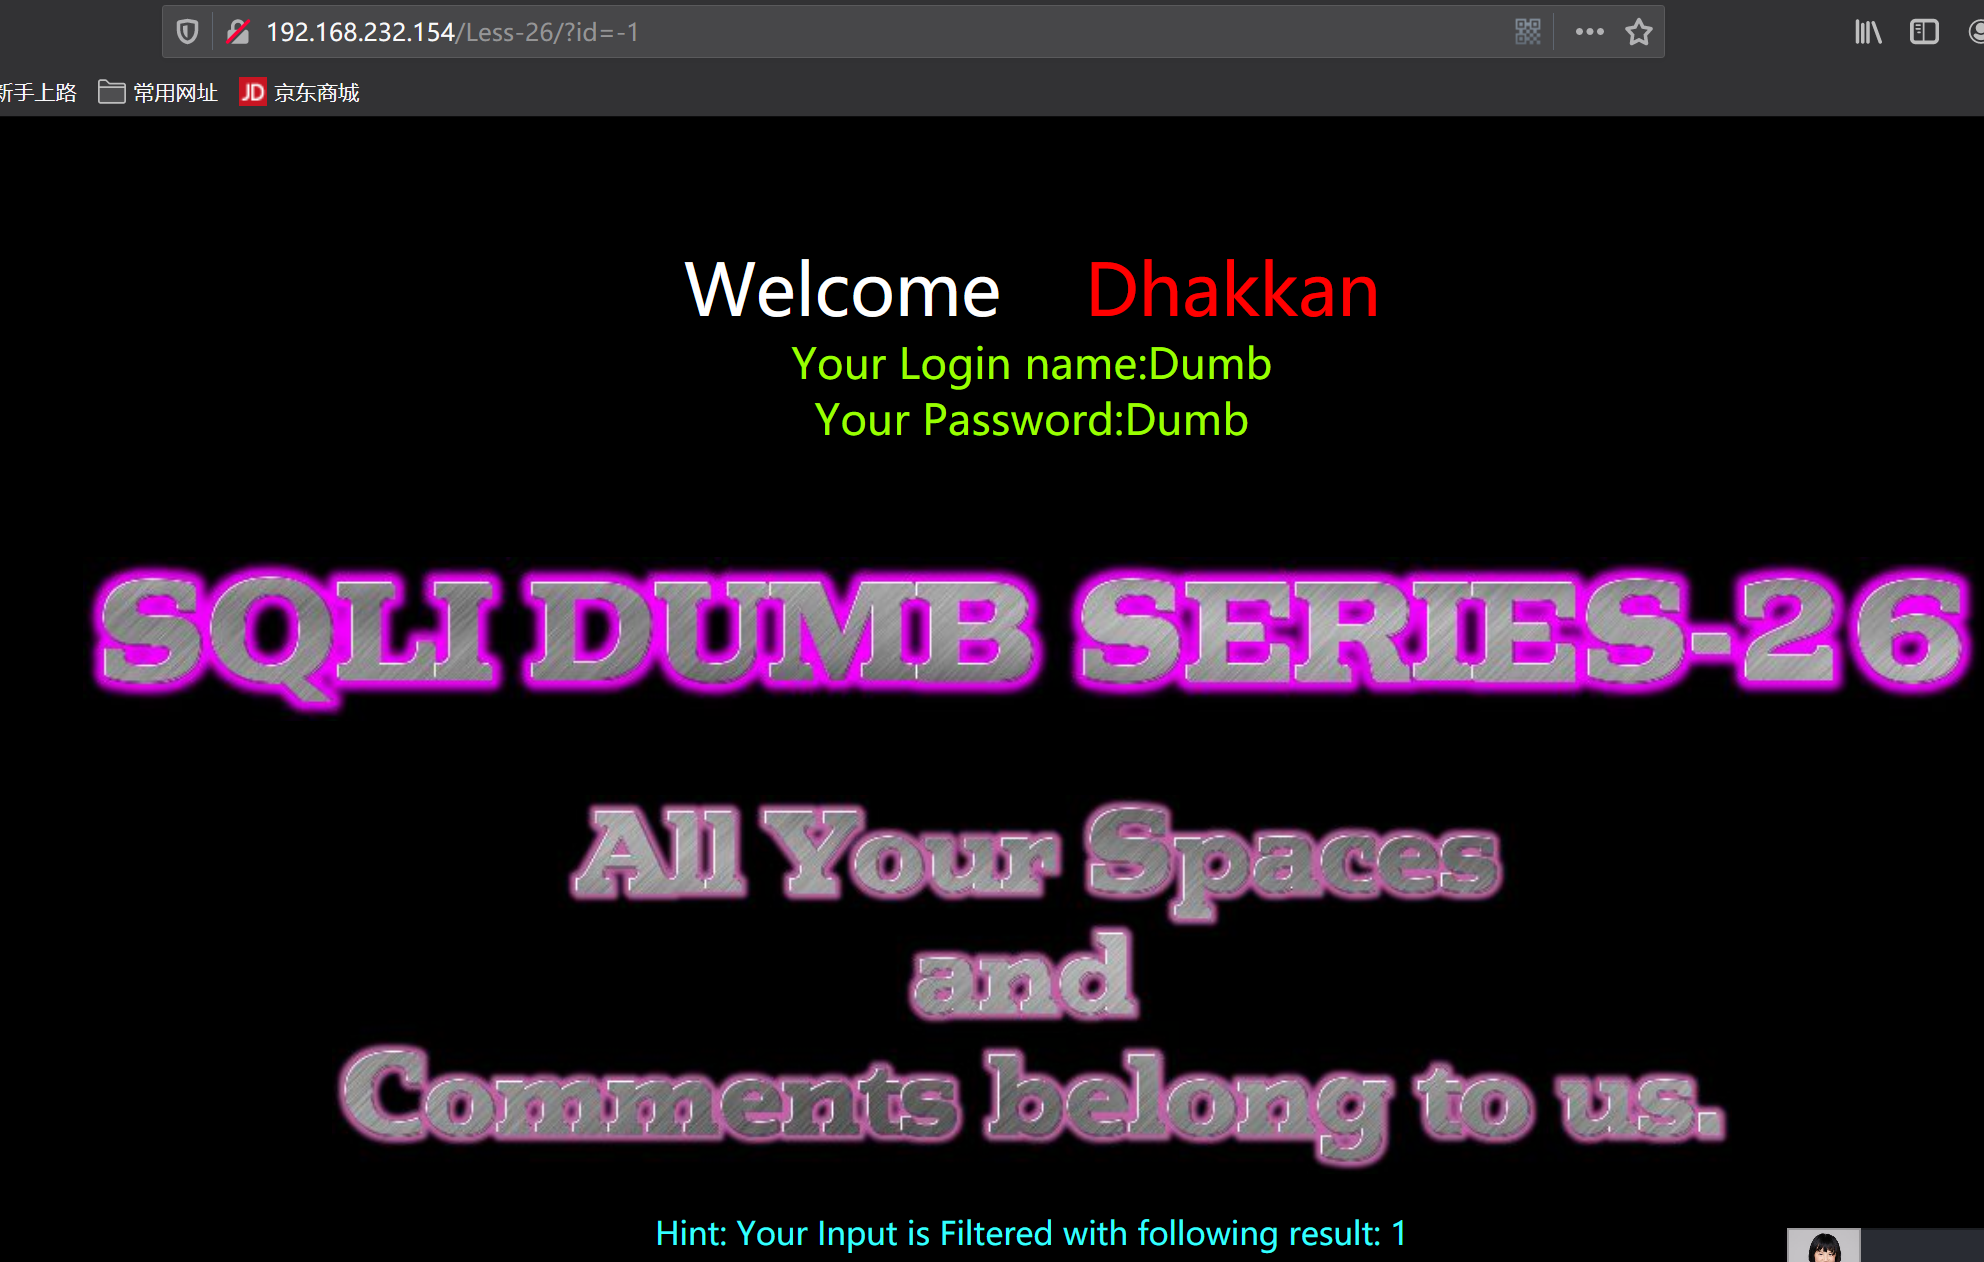 192.168.232.154/Less-26/?id=-1
新手上路 常用网址 JD 京东商城
Welcome Dhakkan
Your Login name:Dumb
Your Password:Dumb
SQLI DUMB SERIES-26
All Your Spaces
and
Comments belong to us.
Hint: Your Input is Filtered with following result: 1